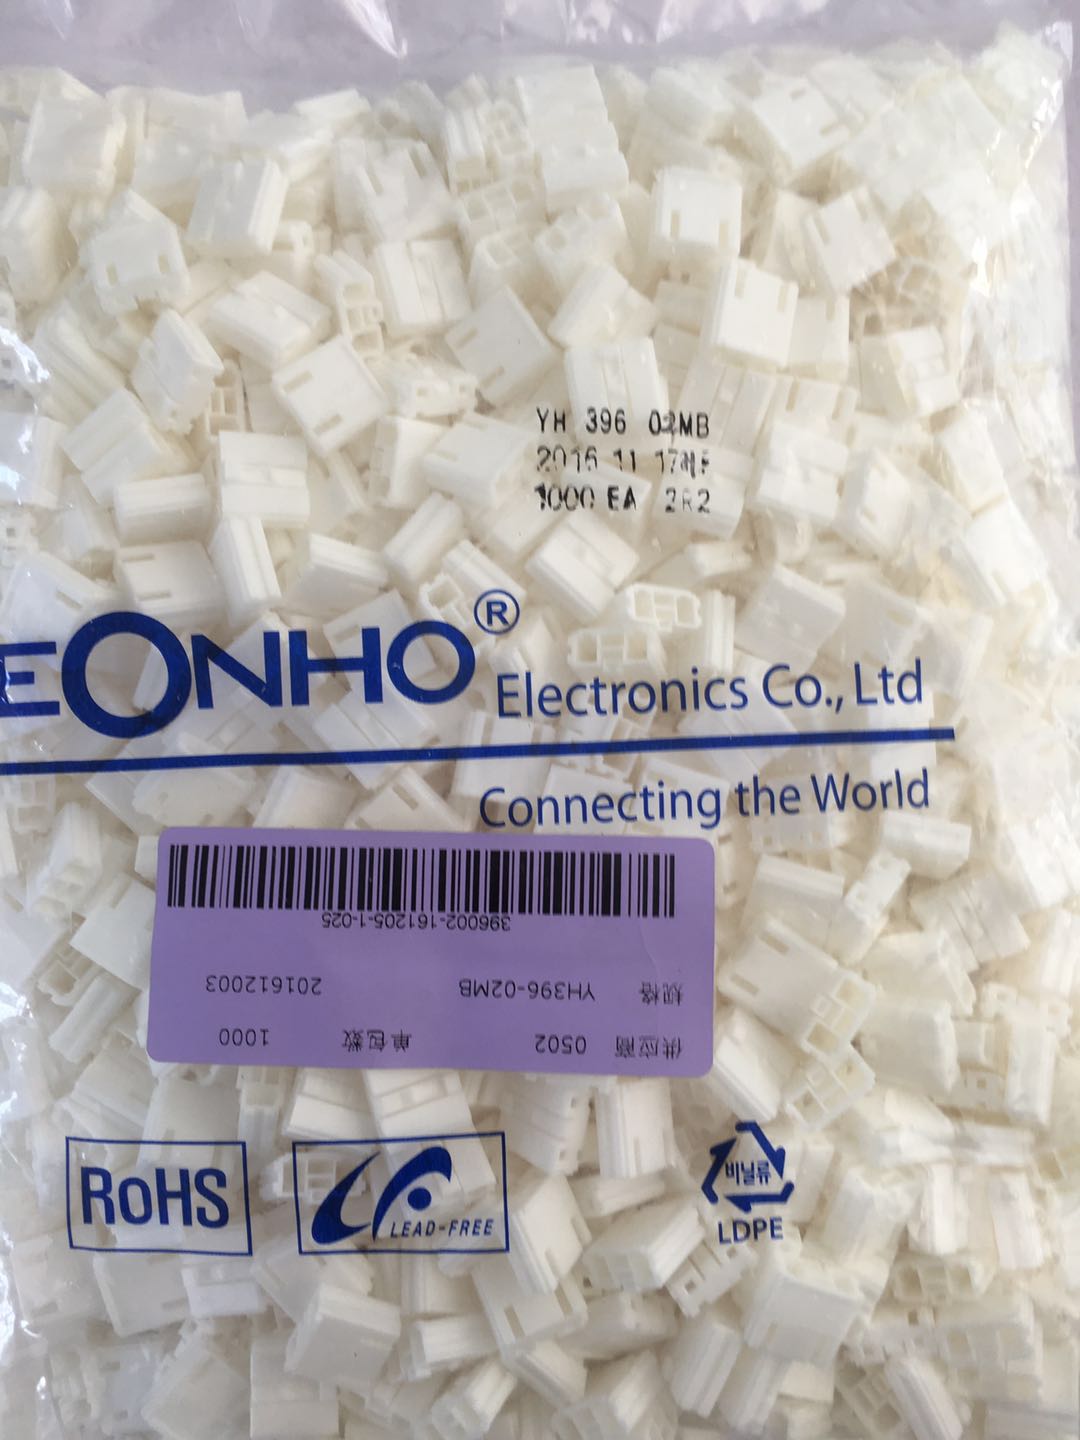 YH 396 02MB
2016 11 17
1000 EA 2R2
EONHO®
Electronics Co., Ltd
Connecting the World
供应商 0502 单包数 1000
规格 YH396-02MB 201612003
396002-161205-1-025
RoHS
LEAD-FREE
비닐류
LDPE